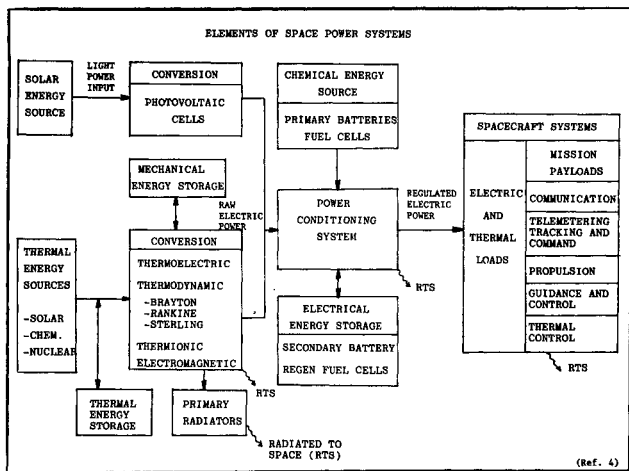 ELEMENTS OF SPACE POWER SYSTEMS
SOLAR
ENERGY
SOURCE
LIGHT
POWER
INPUT
CONVERSION
PHOTOVOLTAIC
CELLS
CHEMICAL ENERGY
SOURCE
PRIMARY BATTERIES
FUEL CELLS
MECHANICAL
ENERGY STORAGE
RAW
ELECTRIC
POWER
THERMAL
ENERGY
SOURCES
-SOLAR
-CHEM.
-NUCLEAR
CONVERSION
THERMOELECTRIC
THERMODYNAMIC
-BRAYTON
-RANKINE
-STERLING
THERMIONIC
ELECTROMAGNETIC
RTS
THERMAL
ENERGY
STORAGE
PRIMARY
RADIATORS
RADIATED TO
SPACE (RTS)
POWER
CONDITIONING
SYSTEM
RTS
ELECTRICAL
ENERGY STORAGE
SECONDARY BATTERY
REGEN FUEL CELLS
REGULATED
ELECTRIC
POWER
SPACECRAFT SYSTEMS
ELECTRIC
AND
THERMAL
LOADS
MISSION
PAYLOADS
COMMUNICATION
TELEMETERING
TRACKING AND
COMMAND
PROPULSION
GUIDANCE AND
CONTROL
THERMAL
CONTROL
RTS
(Ref. 4)